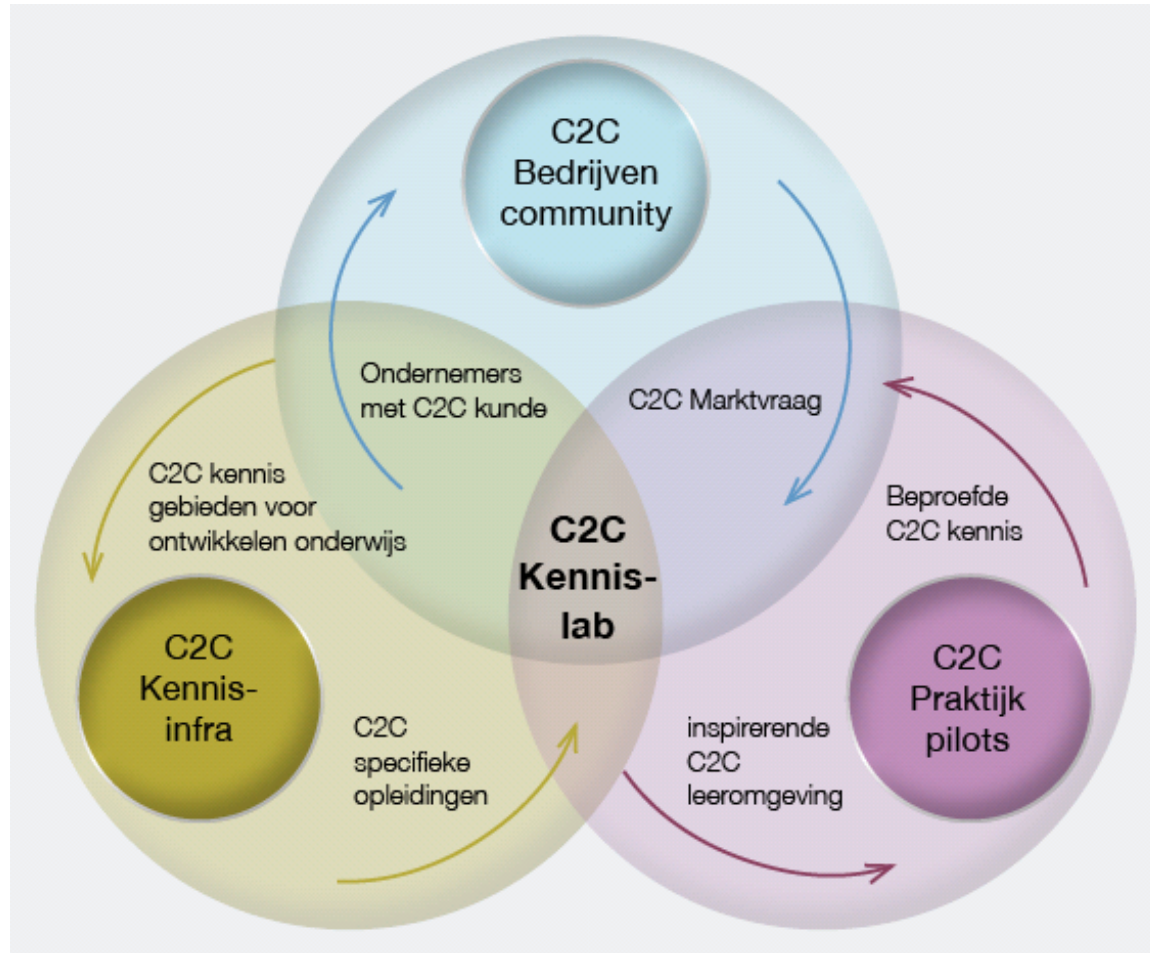 C2C
Bedrijven
community
Ondernemers
met C2C kunde
C2C Marktvraag
C2C kennis
gebieden voor
ontwikkelen onderwijs
Beproefde
C2C kennis
C2C
Kennis-
lab
C2C
Kennis-
infra
C2C
Praktijk
pilots
C2C
specifieke
opleidingen
inspirerende
C2C
leeromgeving